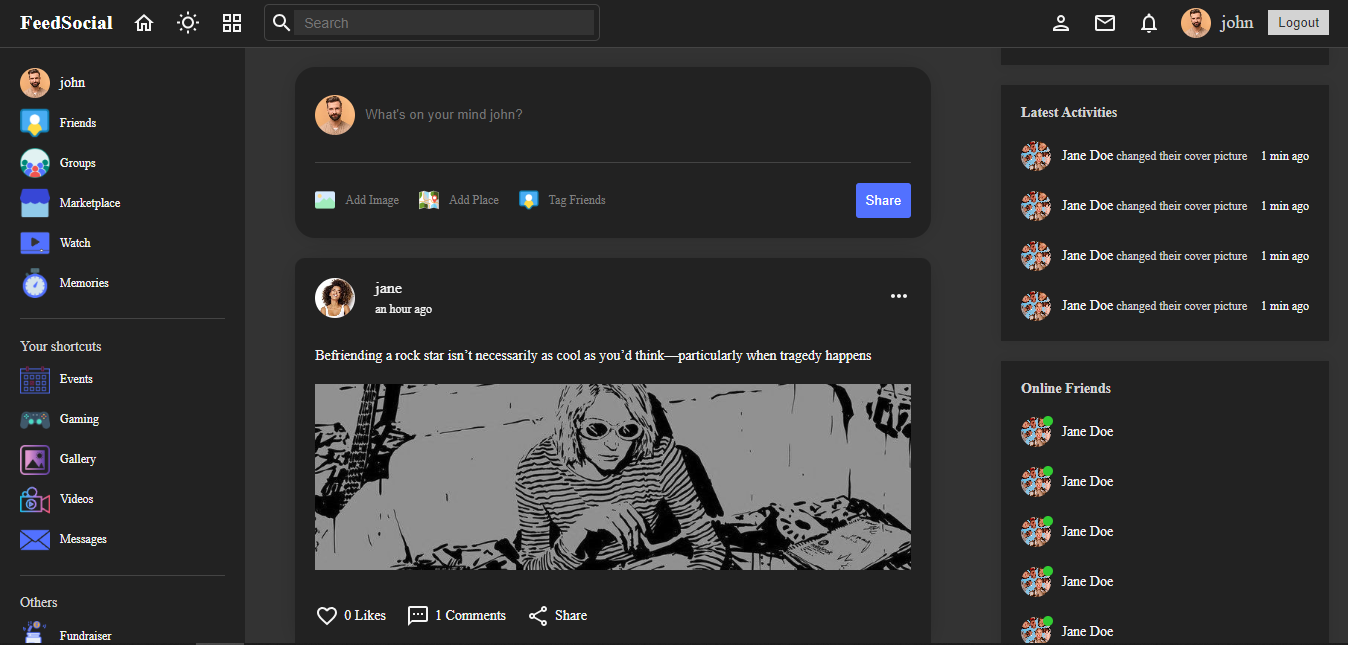 FeedSocial
Search
john
Logout
john
Friends
Groups
Marketplace
Watch
Memories
Your shortcuts
Events
Gaming
Gallery
Videos
Messages
Others
Fundraiser
What's on your mind john?
Add Image
Add Place
Tag Friends
Share
jane
an hour ago
Befriending a rock star isn’t necessarily as cool as you’d think—particularly when tragedy happens
0 Likes
1 Comments
Share
Latest Activities
Jane Doe changed their cover picture 1 min ago
Jane Doe changed their cover picture 1 min ago
Jane Doe changed their cover picture 1 min ago
Jane Doe changed their cover picture 1 min ago
Online Friends
Jane Doe
Jane Doe
Jane Doe
Jane Doe
Jane Doe